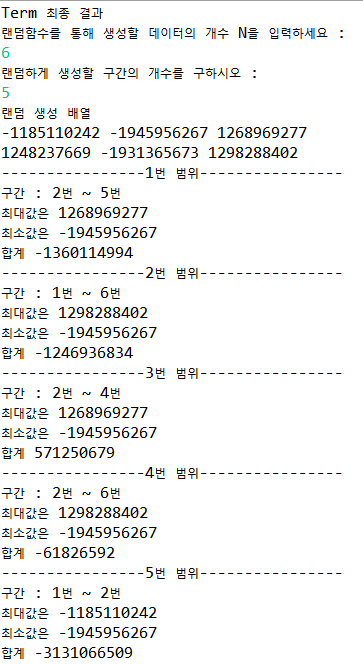 Term 최종 결과
랜덤함수를 통해 생성할 데이터의 개수 N을 입력하세요 :
6
랜덤하게 생성할 구간의 개수를 구하시오 :
5
랜덤 생성 배열
-1185110242 -1945956267 1268969277
1248237669 -1931365673 1298288402
----------------1번 범위----------------
구간 : 2번 ~ 5번
최대값은 1268969277
최소값은 -1945956267
합계 -1360114994
----------------2번 범위----------------
구간 : 1번 ~ 6번
최대값은 1298288402
최소값은 -1945956267
합계 -1246936834
----------------3번 범위----------------
구간 : 2번 ~ 4번
최대값은 1268969277
최소값은 -1945956267
합계 571250679
----------------4번 범위----------------
구간 : 2번 ~ 6번
최대값은 1298288402
최소값은 -1945956267
합계 -61826592
----------------5번 범위----------------
구간 : 1번 ~ 2번
최대값은 -1185110242
최소값은 -1945956267
합계 -3131066509